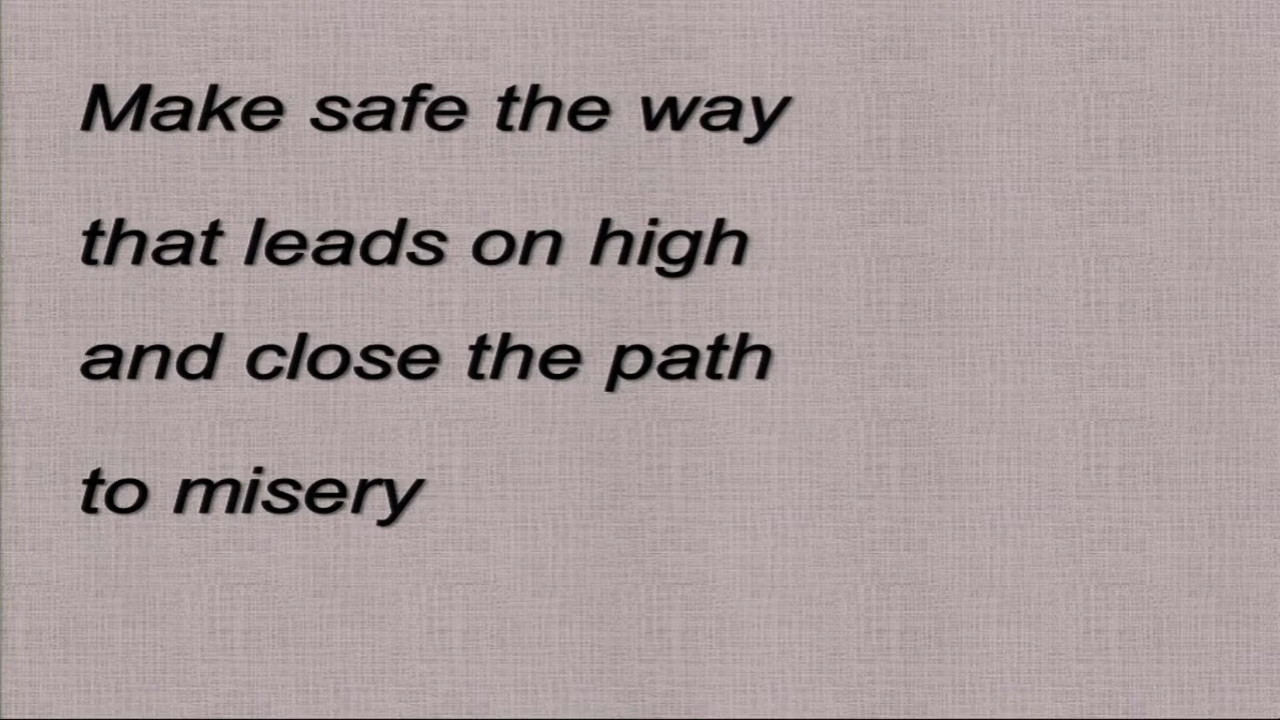 Make safe the way
that leads on high
and close the path
to misery